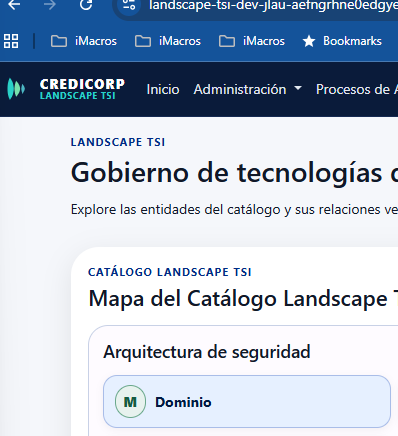 landscape-tsi-dev-jlau-aefngrhne0edgye
iMacros iMacros iMacros Bookmarks
CREDICORP
LANDSCAPE TSI
Inicio Administración Procesos de A
LANDSCAPE TSI
Gobierno de tecnologías d
Explore las entidades del catálogo y sus relaciones ve
CATÁLOGO LANDSCAPE TSI
Mapa del Catálogo Landscape T
Arquitectura de seguridad
M Dominio